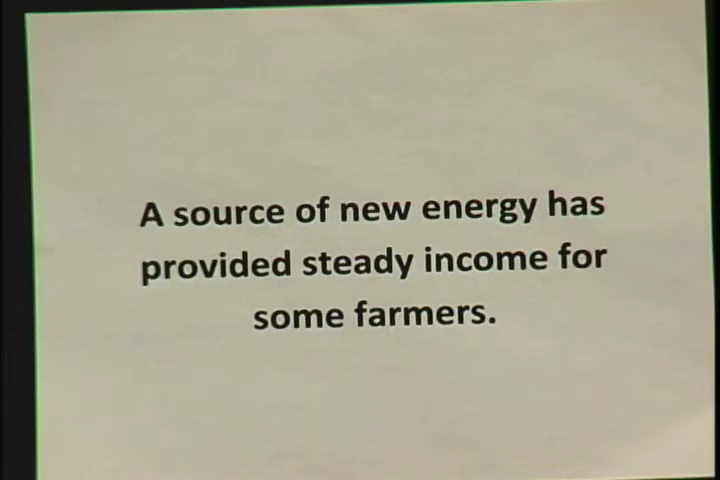 A source of new energy has
provided steady income for
some farmers.